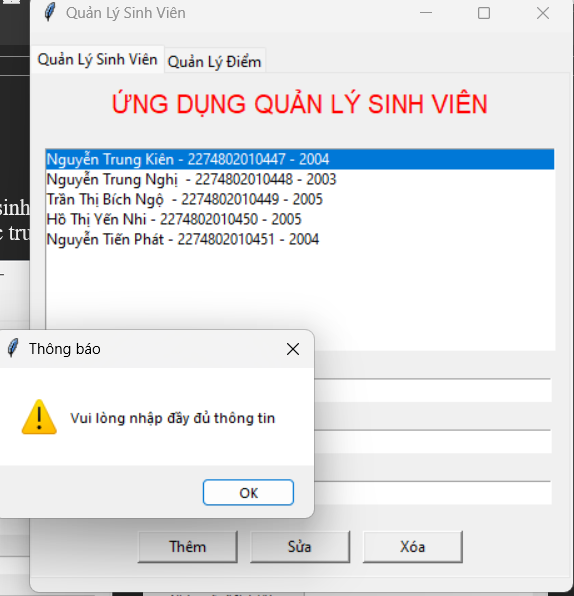 Quản Lý Sinh Viên
Quản Lý Sinh Viên
Quản Lý Điểm
ỨNG DỤNG QUẢN LÝ SINH VIÊN
Nguyễn Trung Kiên - 2274802010447 - 2004
Nguyễn Trung Nghị - 2274802010448 - 2003
Trần Thị Bích Ngộ - 2274802010449 - 2005
Hồ Thị Yến Nhi - 2274802010450 - 2005
Nguyễn Tiến Phát - 2274802010451 - 2004
sinh
c trư
Thông báo
Vui lòng nhập đầy đủ thông tin
OK
Thêm
Sửa
Xóa